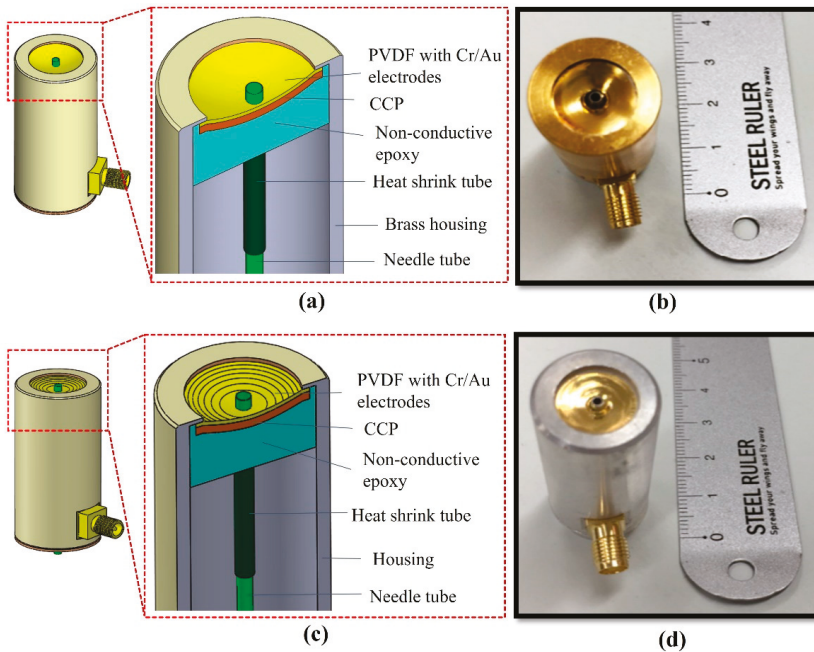 PVDF with Cr/Au
electrodes
CCP
Non-conductive
epoxy
Heat shrink tube
Brass housing
Needle tube
(a)
4
3
2
1
0
STEEL RULER
Spread your wings and fly away
(b)
PVDF with Cr/Au
electrodes
CCP
Non-conductive
epoxy
Heat shrink tube
Housing
Needle tube
(c)
5
4
3
2
1
0
STEEL RULER
Spread your wings and fly away
(d)